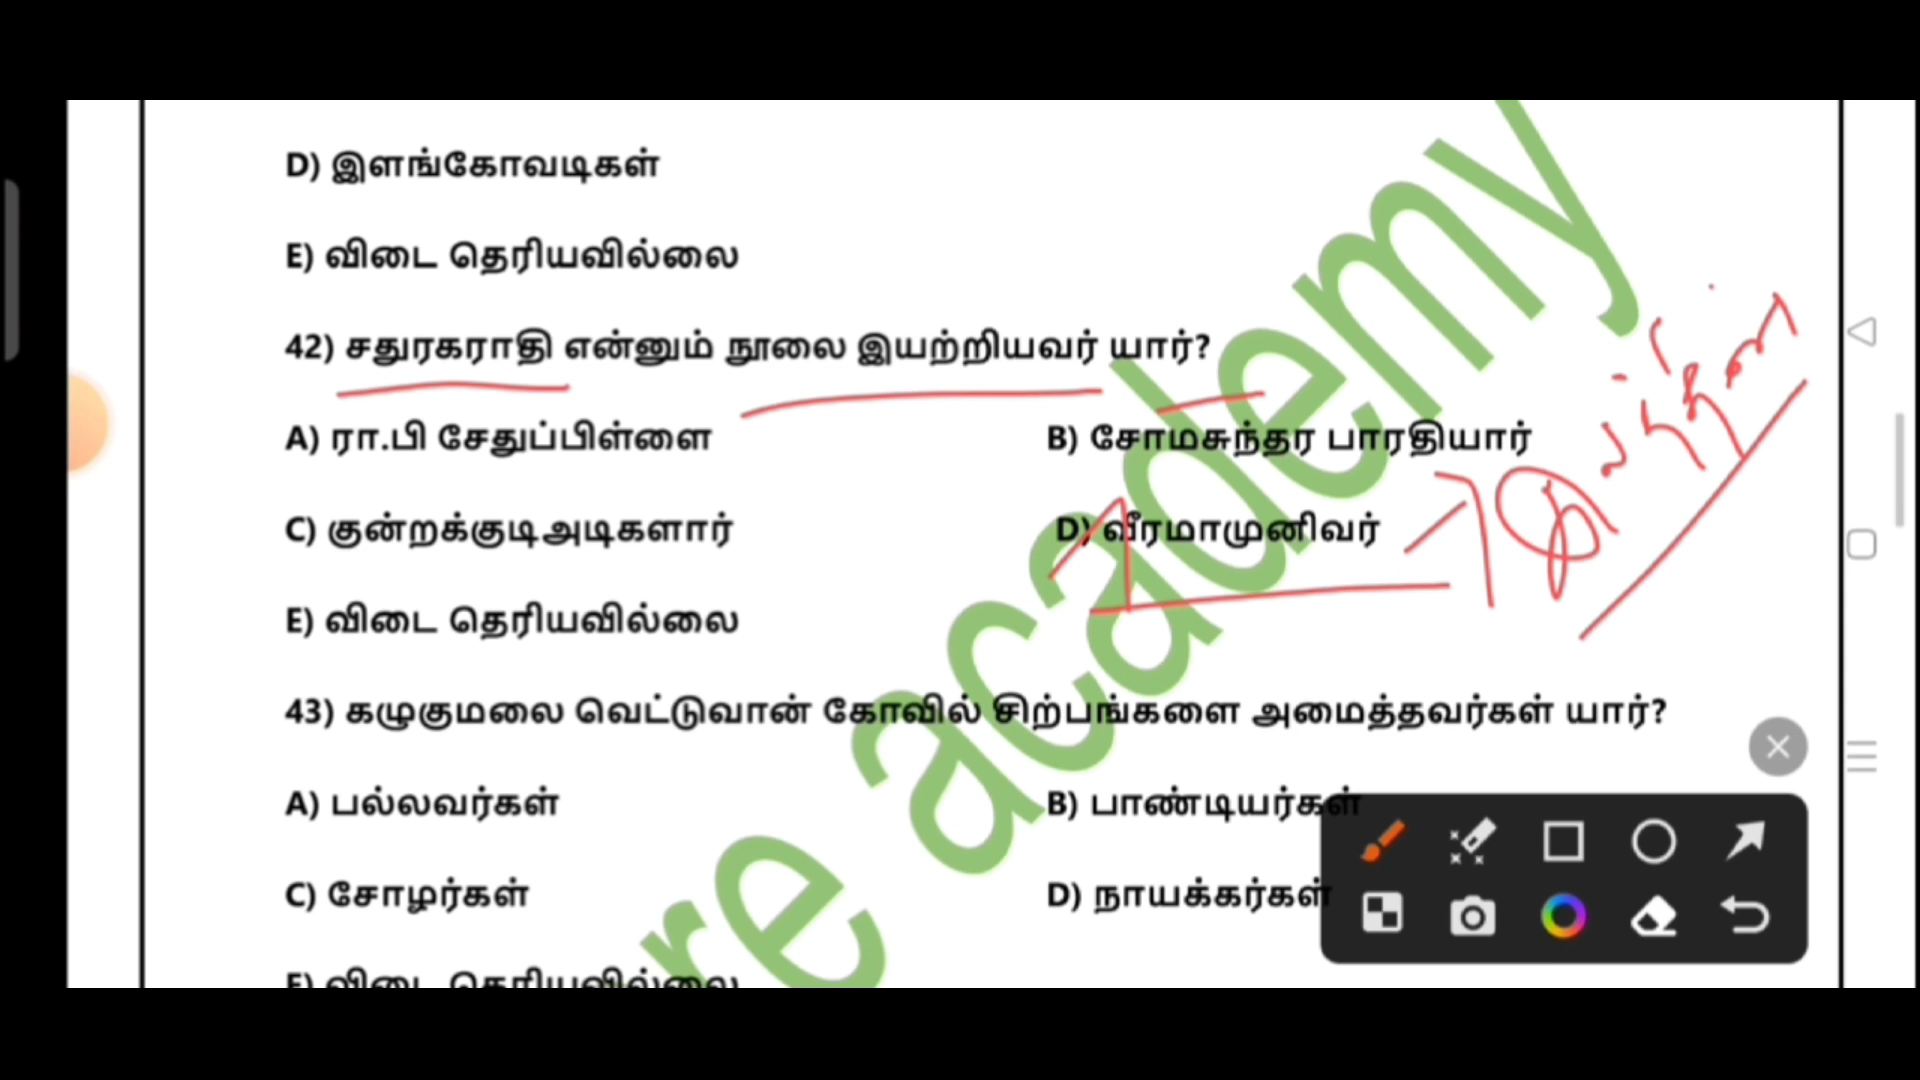 D) இளங்கோவடிகள்
E) விடை தெரியவில்லை
42) சதுரகராதி என்னும் நூலை இயற்றியவர் யார்?
A) ரா.பி சேதுப்பிள்ளை
B) சோமசுந்தர பாரதியார்
C) குன்றக்குடிஅடிகளார்
D) வீரமாமுனிவர்
E) விடை தெரியவில்லை
43) கழுகுமலை வெட்டுவான் கோவில் சிற்பங்களை அமைத்தவர்கள் யார்?
A) பல்லவர்கள்
B) பாண்டியர்கள்
C) சோழர்கள்
D) நாயக்கர்கள்
E) விடை தெரியவில்லை
re academy